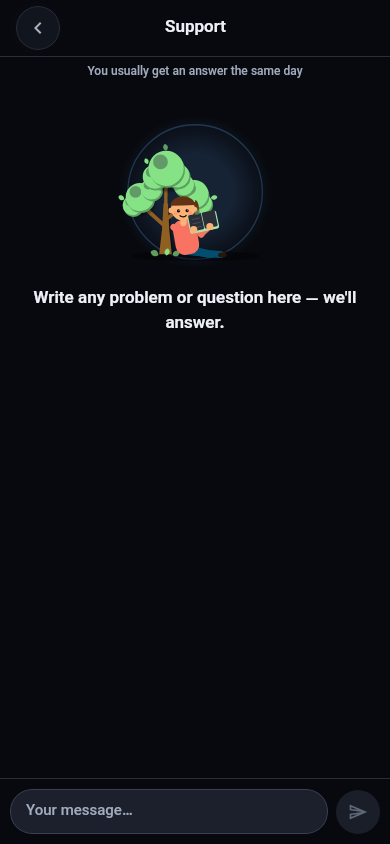 Support
You usually get an answer the same day
Write any problem or question here — we'll
answer.
Your message…